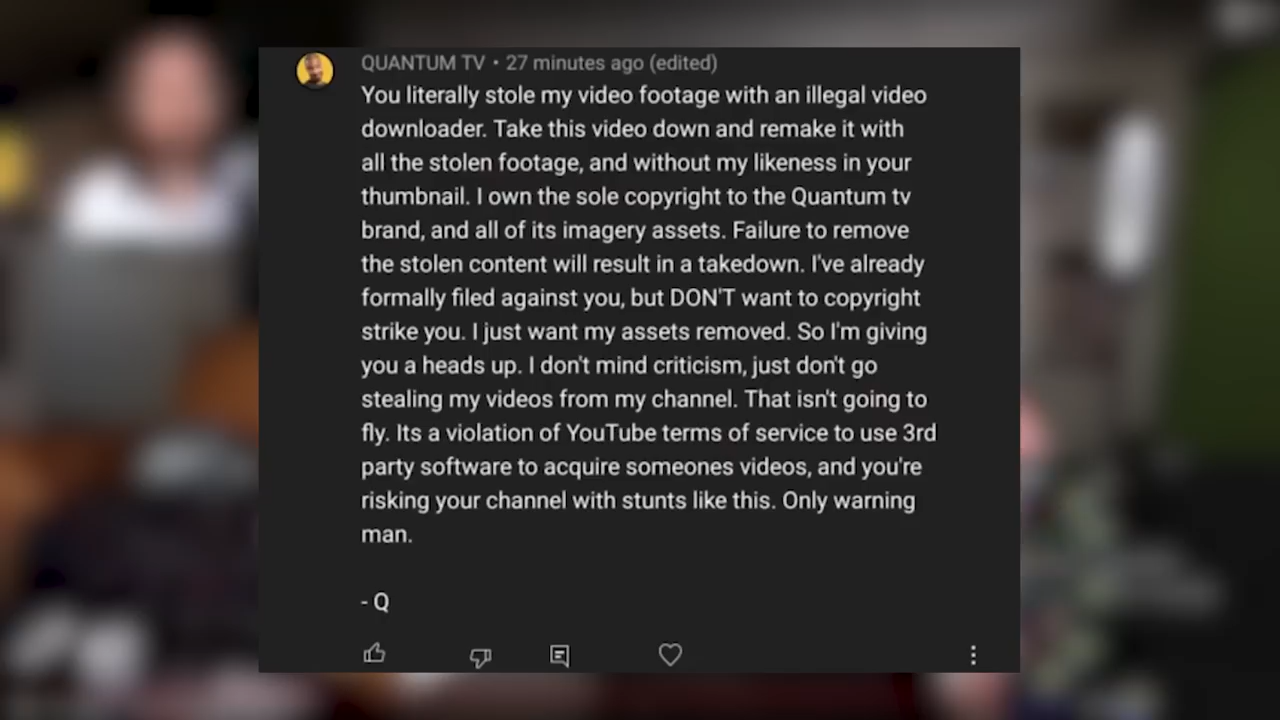 QUANTUM TV • 27 minutes ago (edited)
You literally stole my video footage with an illegal video
downloader. Take this video down and remake it with
all the stolen footage, and without my likeness in your
thumbnail. I own the sole copyright to the Quantum tv
brand, and all of its imagery assets. Failure to remove
the stolen content will result in a takedown. I've already
formally filed against you, but DON'T want to copyright
strike you. I just want my assets removed. So I'm giving
you a heads up. I don't mind criticism, just don't go
stealing my videos from my channel. That isn't going to
fly. Its a violation of YouTube terms of service to use 3rd
party software to acquire someones videos, and you're
risking your channel with stunts like this. Only warning
man.
- Q